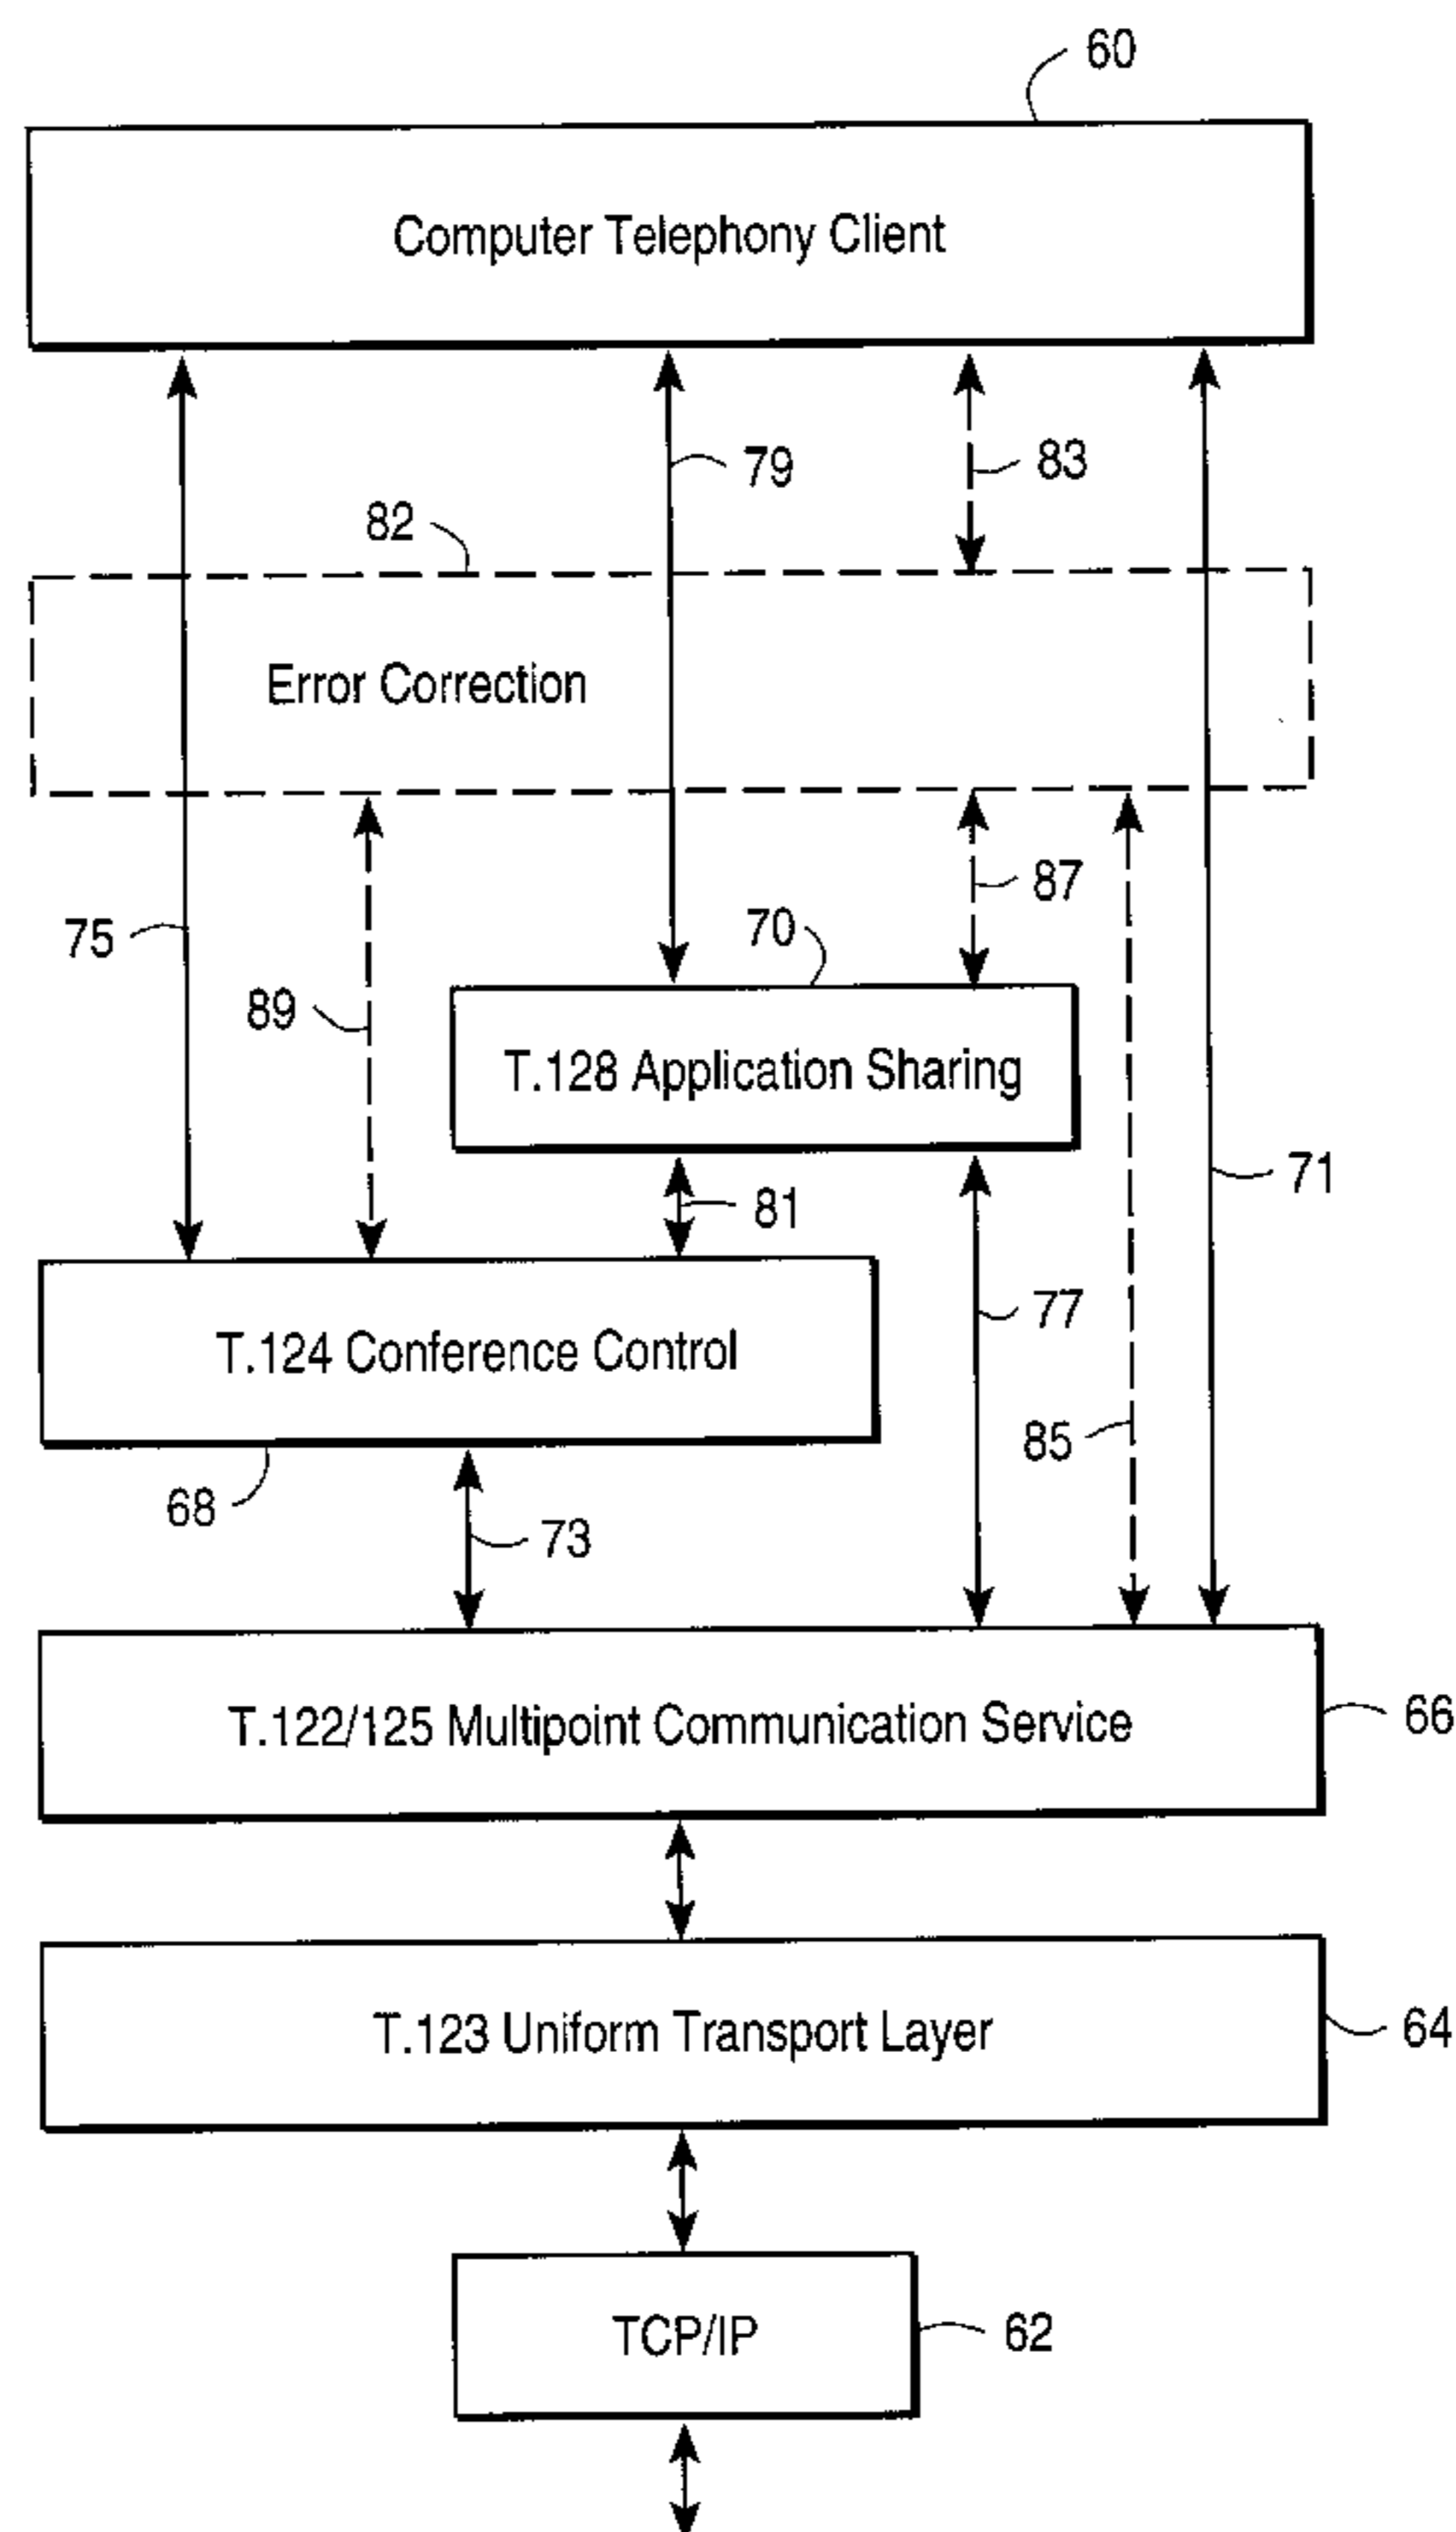 60
Computer Telephony Client
79
83
82
Error Correction
87
75
70
89
T.128 Application Sharing
71
81
77
T.124 Conference Control
85
68
73
T.122/125 Multipoint Communication Service
66
T.123 Uniform Transport Layer
64
TCP/IP
62